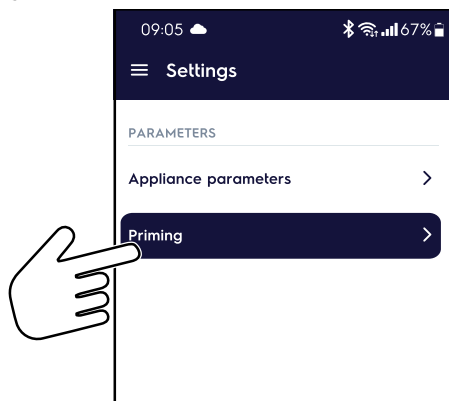 09:05 67%
Settings
PARAMETERS
Appliance parameters
Priming